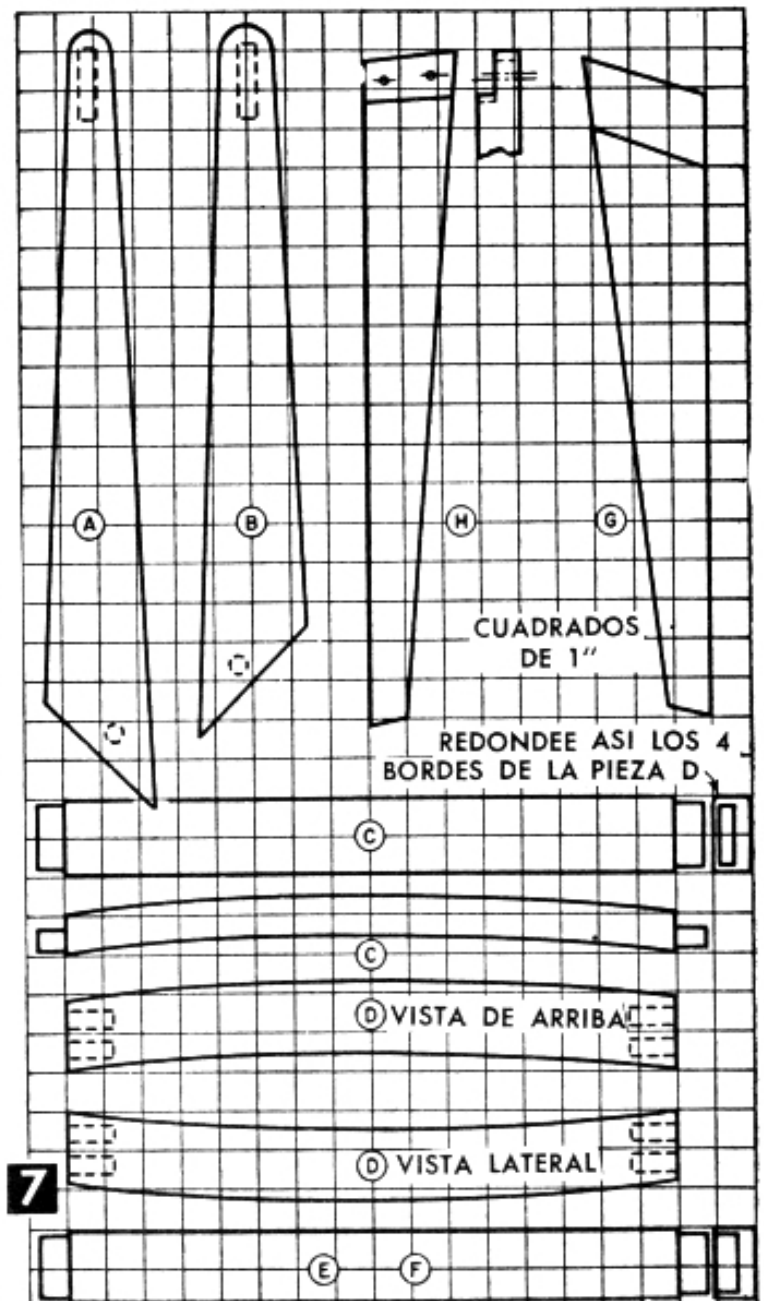 A
B
H
G
CUADRADOS
DE 1"
REDONDEE ASI LOS 4
BORDES DE LA PIEZA D
C
C
D VISTA DE ARRIBA
D VISTA LATERAL
7
E F